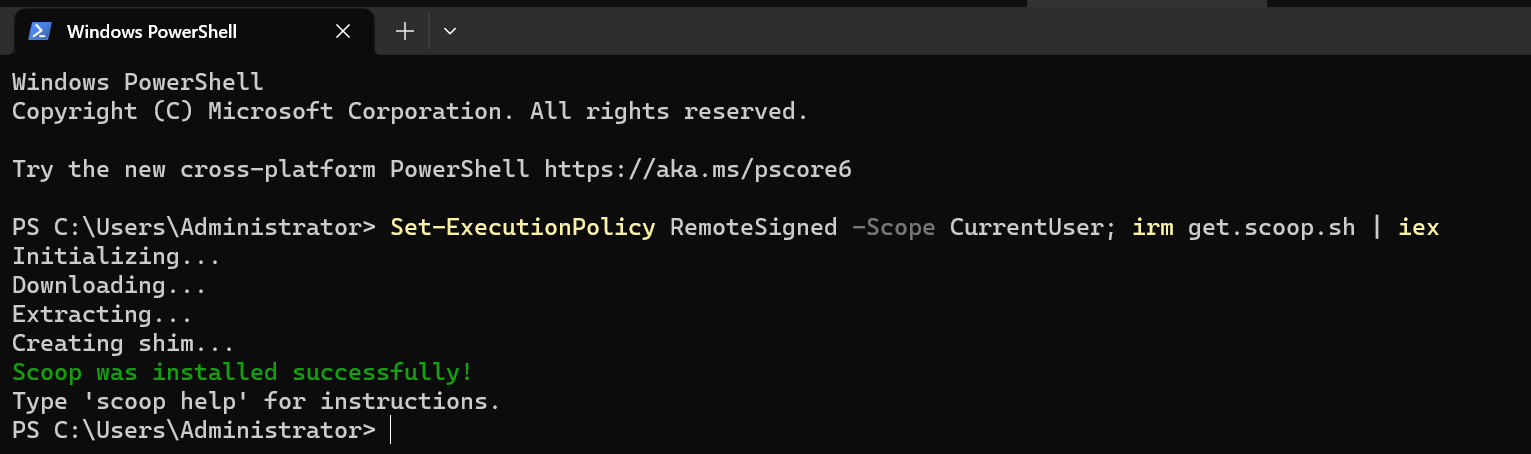 Windows PowerShell
Windows PowerShell
Copyright (C) Microsoft Corporation. All rights reserved.
Try the new cross-platform PowerShell https://aka.ms/pscore6
PS C:\Users\Administrator> Set-ExecutionPolicy RemoteSigned -Scope CurrentUser; irm get.scoop.sh | iex
Initializing...
Downloading...
Extracting...
Creating shim...
Scoop was installed successfully!
Type 'scoop help' for instructions.
PS C:\Users\Administrator>